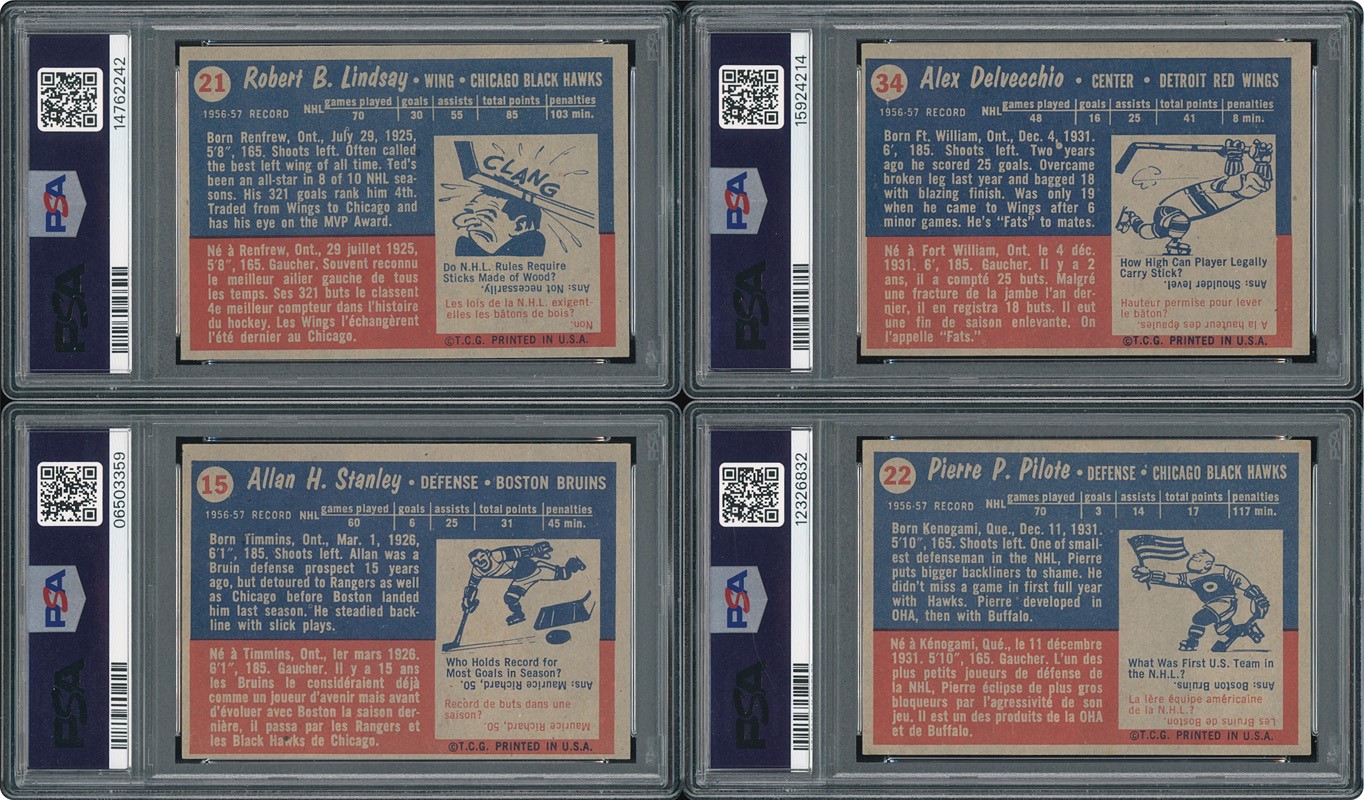 14762242
PSA
PSA
21 Robert B. Lindsay • WING • CHICAGO BLACK HAWKS
1956-57 RECORD NHL games played goals assists total points penalties
70 30 55 85 103 min.
Born Renfrew, Ont., July 29, 1925,
5'8", 165. Shoots left. Often called
the best left wing of all time. Ted's
been an all-star in 8 of 10 NHL sea-
sons. His 321 goals rank him 4th.
Traded from Wings to Chicago and
has his eye on the MVP Award.
Né à Renfrew, Ont., 29 juillet 1925,
5'8", 165. Gaucher. Souvent reconnu
le meilleur ailier gauche de tous
les temps. Ses 321 buts le classent
4e meilleur compteur dans l'histoire
du hockey. Les Wings l'échangèrent
l'été dernier au Chicago.
CLANG
Do N.H.L. Rules Require
Sticks Made of Wood?
Ans: Not necessarily.
Les lois de la N.H.L. exigent-
elles les bâtons de bois?
Non.
©T.C.G. PRINTED IN U.S.A.
15924214
PSA
PSA
34 Alex Delvecchio • CENTER • DETROIT RED WINGS
1956-57 RECORD NHL games played goals assists total points penalties
48 16 25 41 8 min.
Born Ft. William, Ont., Dec. 4, 1931.
6', 185. Shoots left. Two years
ago he scored 25 goals. Overcame
broken leg last year and bagged 18
with blazing finish. Was only 19
when he came to Wings after 6
minor games. He's "Fats" to mates.
Né à Fort William, Ont. le 4 déc.
1931. 6', 185. Gaucher. Il y a 2
ans, il a compté 25 buts. Malgré
une fracture de la jambe l'an der-
nier, il en registra 18 buts. Il eut
une fin de saison enlevante. On
l'appelle "Fats."
How High Can Player Legally
Carry Stick?
Ans: Shoulder level.
Hauteur permise pour lever
le bâton?
A la hauteur des épaules.
©T.C.G. PRINTED IN U.S.A.
06503359
PSA
PSA
15 Allan H. Stanley • DEFENSE • BOSTON BRUINS
1956-57 RECORD NHL games played goals assists total points penalties
60 6 25 31 45 min.
Born Timmins, Ont., Mar. 1, 1926,
6'1", 185. Shoots left. Allan was a
Bruin defense prospect 15 years
ago, but detoured to Rangers as well
as Chicago before Boston landed
him last season. He steadied back-
line with slick plays.
Né à Timmins, Ont., 1er mars 1926.
6'1", 185. Gaucher. Il y a 15 ans
les Bruins le considéraient déjà
comme un joueur d'avenir mais avant
d'évoluer avec Boston la saison der-
nière, il passa par les Rangers et
les Black Hawks de Chicago.
Who Holds Record for
Most Goals in Season?
Ans: Maurice Richard, 50.
Record de buts dans une
saison?
Maurice Richard, 50.
©T.C.G. PRINTED IN U.S.A.
12326832
PSA
PSA
22 Pierre P. Pilote • DEFENSE • CHICAGO BLACK HAWKS
1956-57 RECORD NHL games played goals assists total points penalties
70 3 14 17 117 min.
Born Kenogami, Que., Dec. 11, 1931.
5'10", 165. Shoots left. One of small-
est defenseman in the NHL, Pierre
puts bigger backliners to shame. He
didn't miss a game in first full year
with Hawks. Pierre developed in
OHA, then with Buffalo.
Né à Kénogami, Qué., le 11 décembre
1931. 5'10", 165. Gaucher. L'un des
plus petits joueurs de défense de
la NHL, Pierre éclipse de plus gros
bloqueurs par l'agressivité de son
jeu. Il est un des produits de la OHA
et de Buffalo.
What Was First U.S. Team in
the N.H.L.?
Ans: Boston Bruins.
La 1ère équipe américaine
de la N.H.L.?
Les Bruins de Boston.
©T.C.G. PRINTED IN U.S.A.